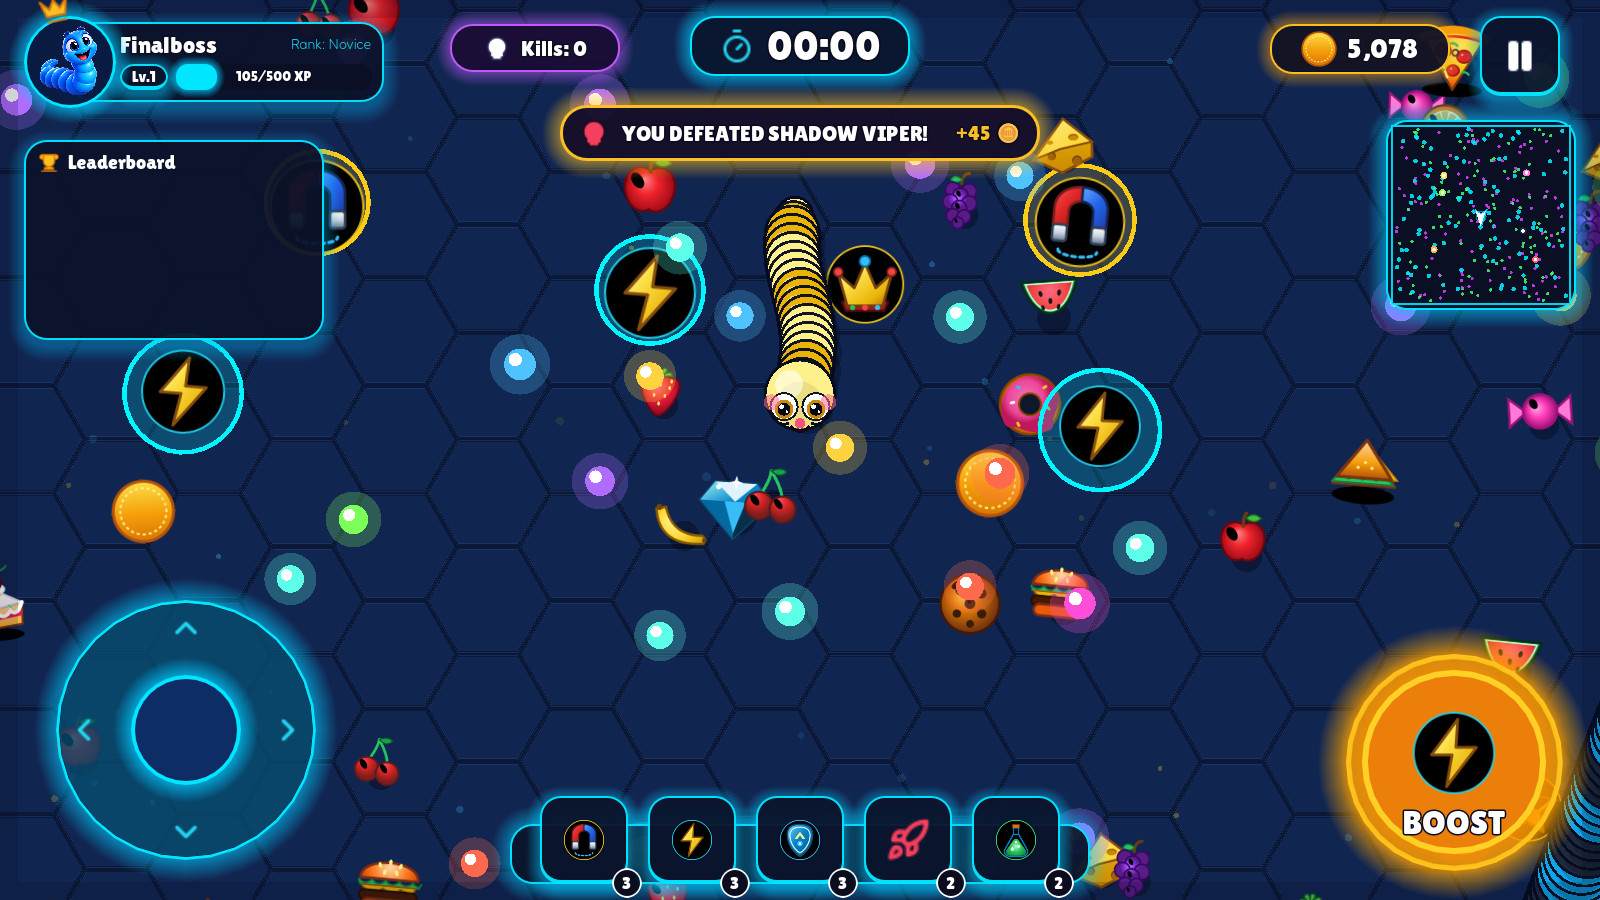 Finalboss
Rank: Novice
Lv.1
105/500 XP
Kills: 0
00:00
5,078
YOU DEFEATED SHADOW VIPER!
+45
Leaderboard
BOOST
3
3
3
2
2